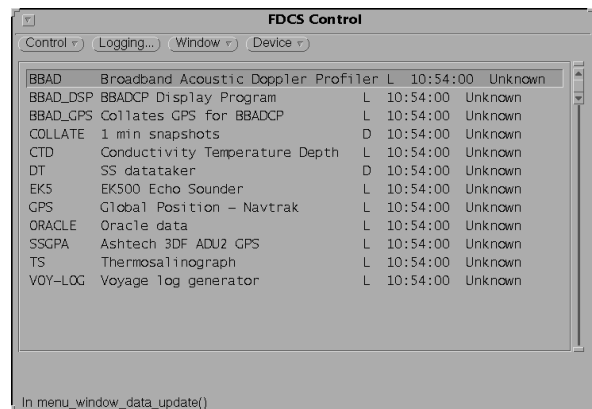 FDCS Control
Control Logging... Window Device
BBAD Broadband Acoustic Doppler Profiler L 10:54:00 Unknown
BBAD_DSP BBADCP Display Program L 10:54:00 Unknown
BBAD_GPS Collates GPS for BBADCP L 10:54:00 Unknown
COLLATE 1 min snapshots D 10:54:00 Unknown
CTD Conductivity Temperature Depth L 10:54:00 Unknown
DT SS datataker D 10:54:00 Unknown
EK5 EK500 Echo Sounder L 10:54:00 Unknown
GPS Global Position - Navtrak L 10:54:00 Unknown
ORACLE Oracle data L 10:54:00 Unknown
SSGPA Ashtech 3DF ADU2 GPS L 10:54:00 Unknown
TS Thermosalinograph L 10:54:00 Unknown
VOY-LOG Voyage log generator L 10:54:00 Unknown
In menu_window_data_update()